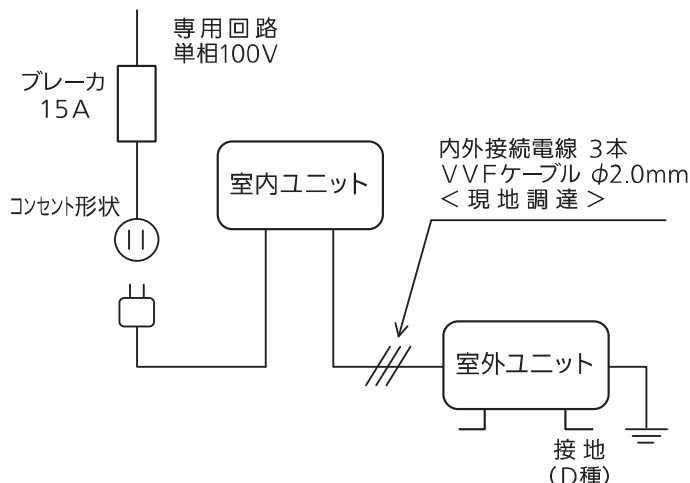 専用回路
単相100V
ブレーカ
15A
コンセント形状
室内ユニット
内外接続電線 3本
VVFケーブル φ2.0mm
<現地調達>
室外ユニット
接地
(D種)